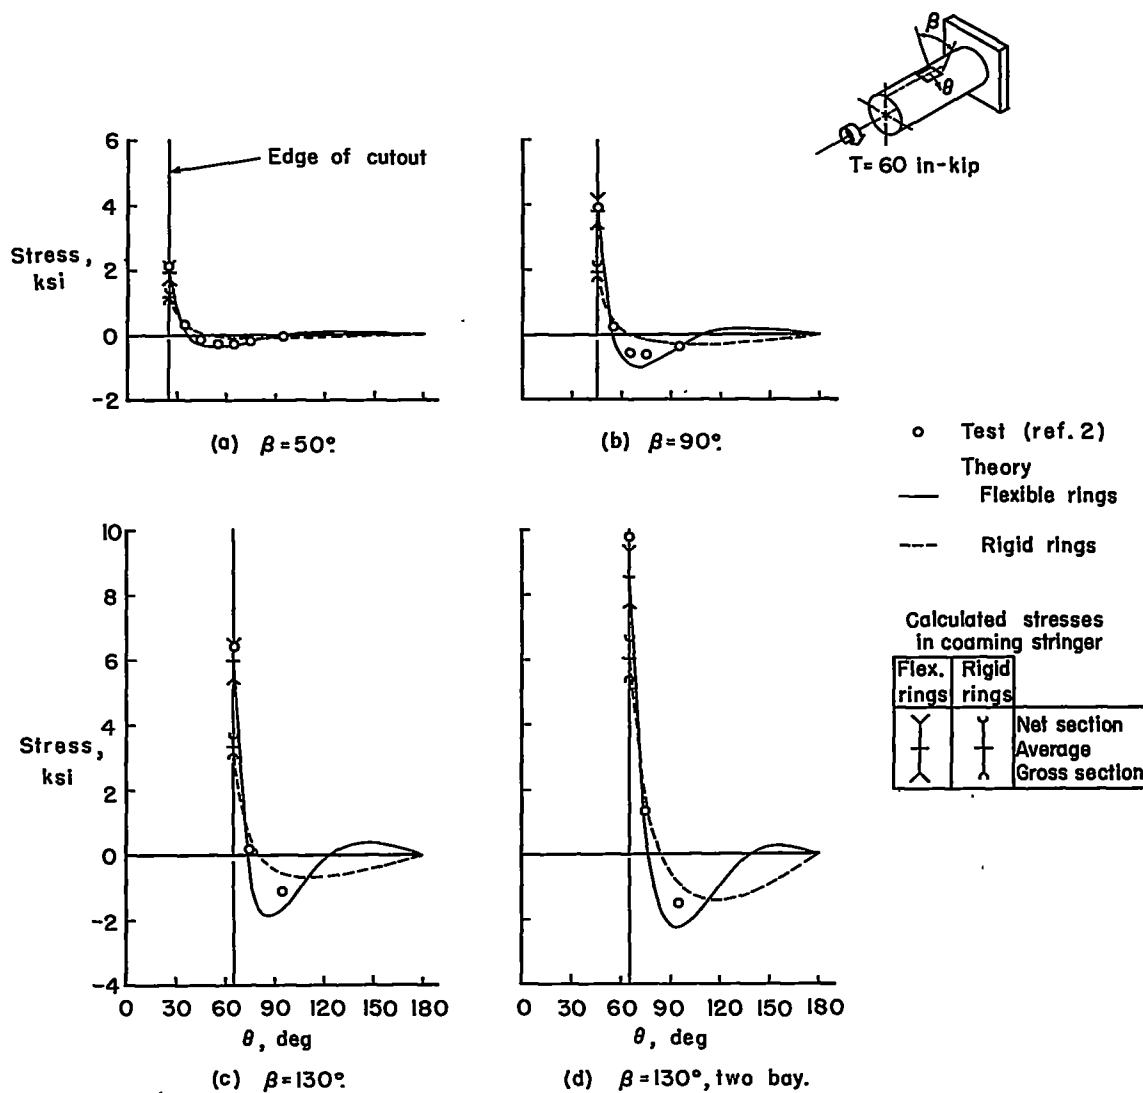 β
θ
T= 60 in-kip
6
4
2
0
-2
Stress,
ksi
Edge of cutout
(a) β=50°.
(b) β=90°.
Test (ref. 2)
Theory
Flexible rings
Rigid rings
Calculated stresses
in coaming stringer
Flex. rings
Rigid rings
Net section
Average
Gross section
10
8
6
4
2
0
-2
-4
Stress,
ksi
0 30 60 90 120 150 180
θ, deg
0 30 60 90 120 150 180
θ, deg
(c) β=130°.
(d) β=130°, two bay.